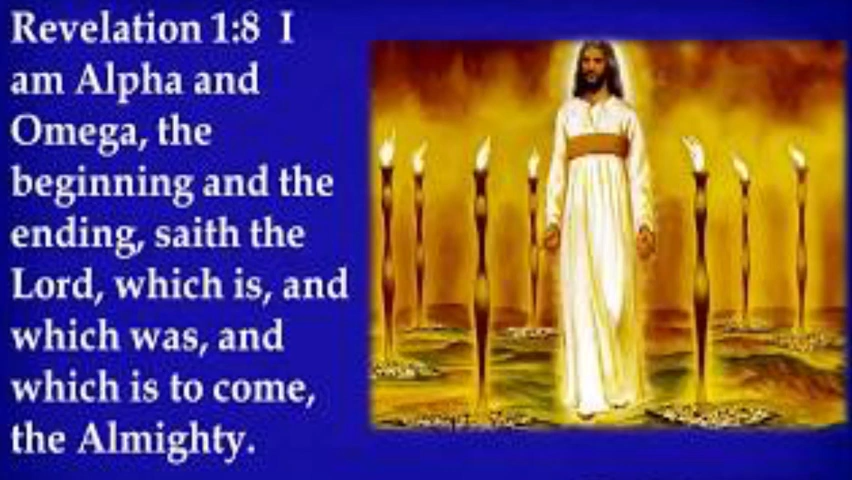 Revelation 1:8  I
am Alpha and
Omega, the
beginning and the
ending, saith the
Lord, which is, and
which was, and
which is to come,
the Almighty.